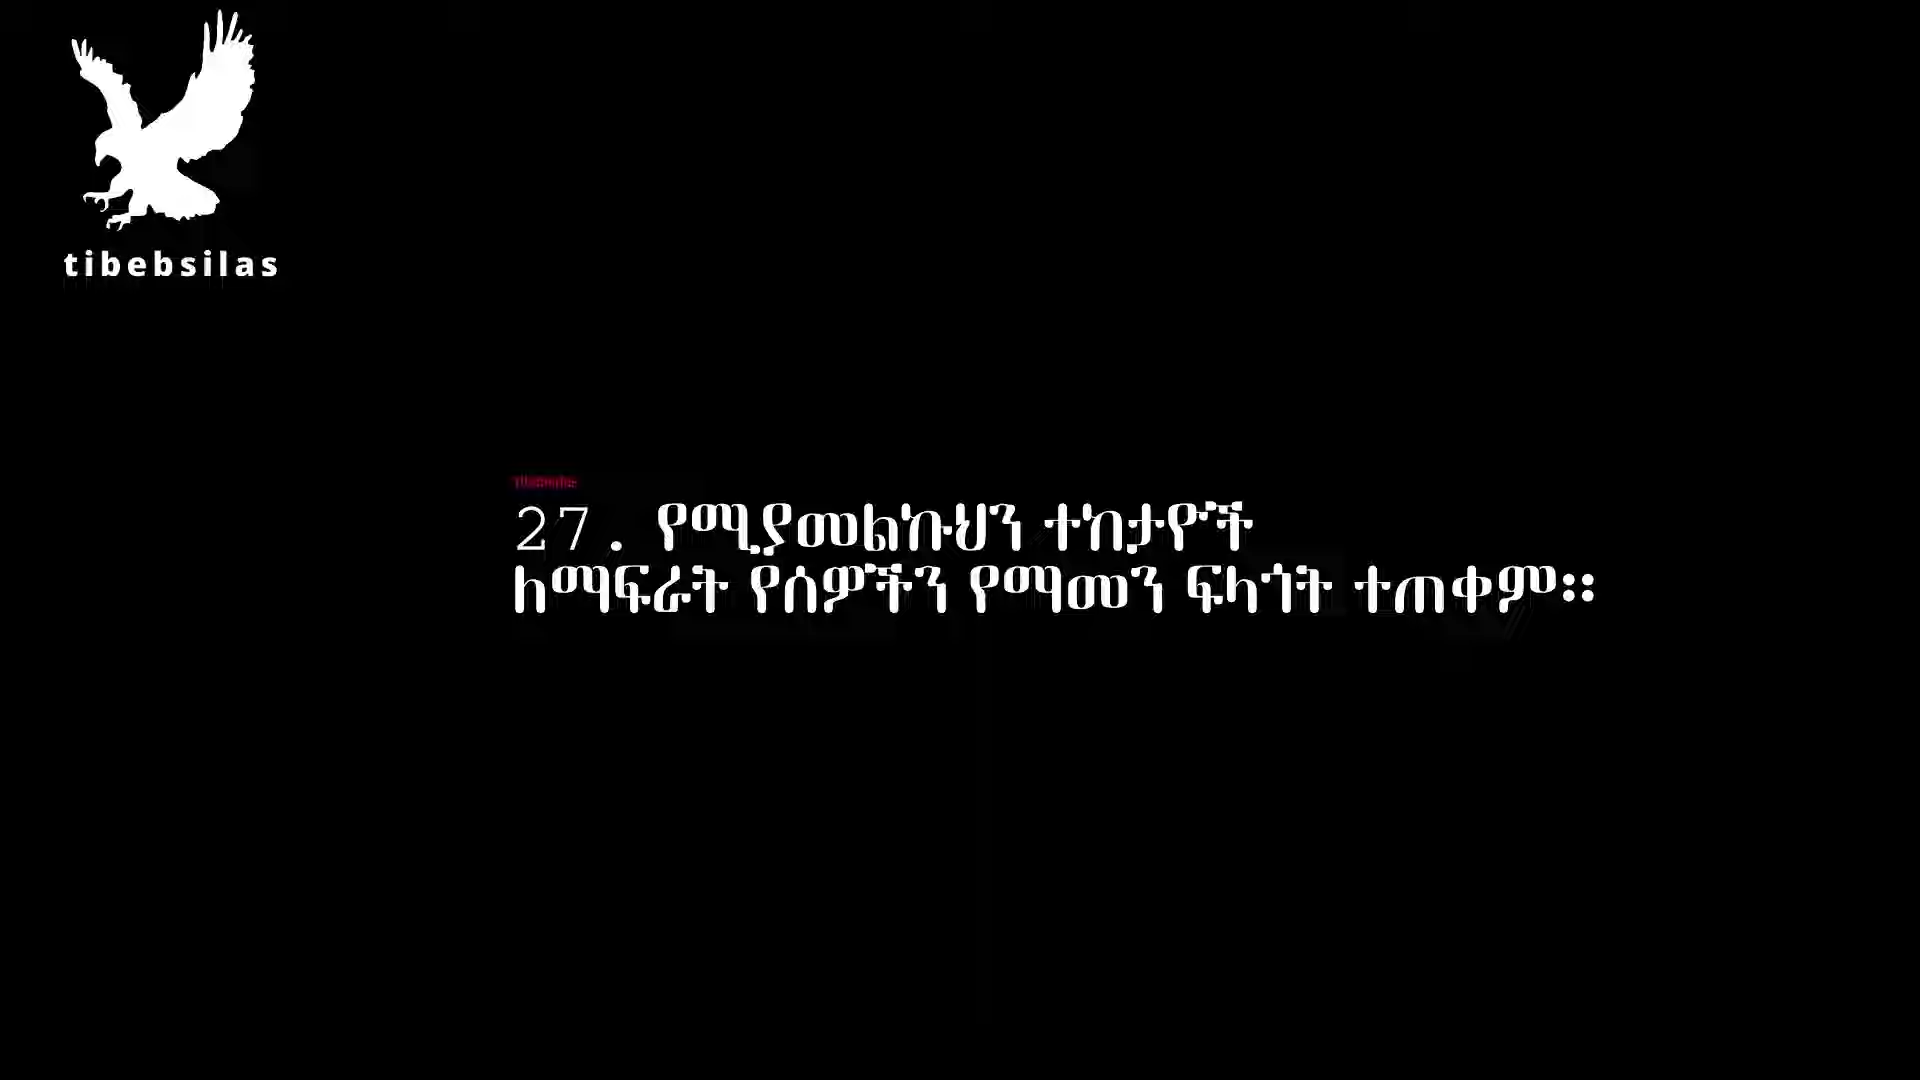 tibebsilas
27. የሚያመልኩህን ተከታዮች
ለማፍራት የሰዎችን የማመን ፍላጎት ተጠቀም።